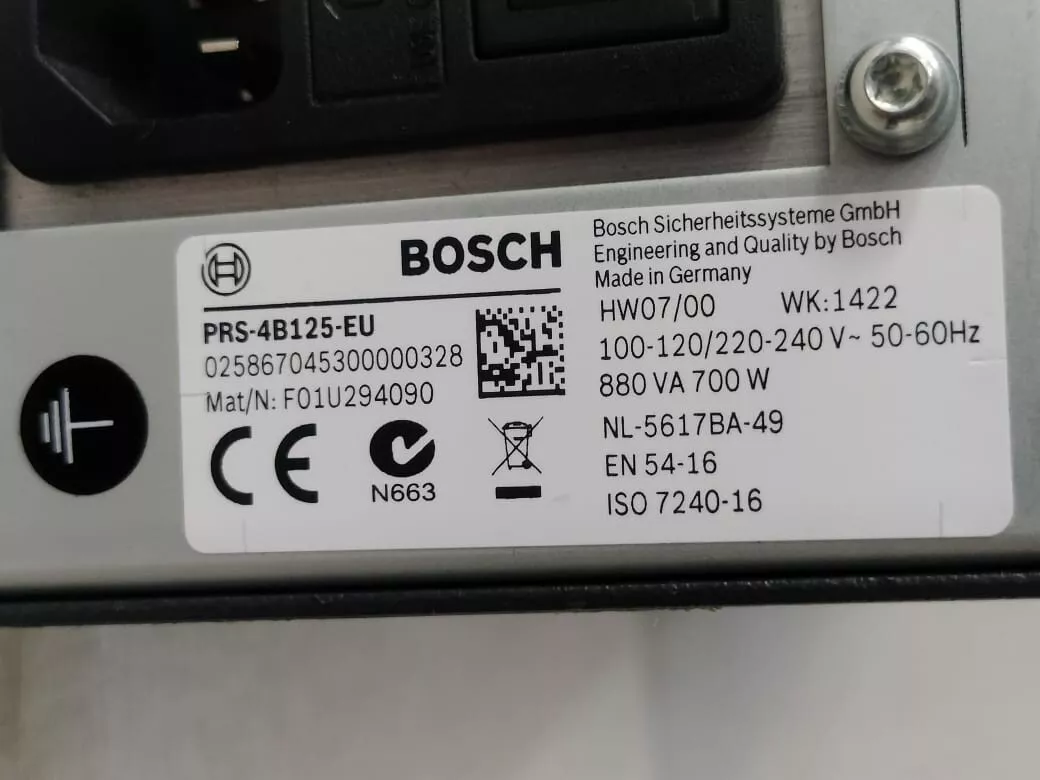 BOSCH
PRS-4B125-EU
025867045300000328
Mat/N: F01U294090
CE
N663
Bosch Sicherheitssysteme GmbH
Engineering and Quality by Bosch
Made in Germany
HW07/00 WK:1422
100-120/220-240 V~ 50-60Hz
880 VA 700 W
NL-5617BA-49
EN 54-16
ISO 7240-16